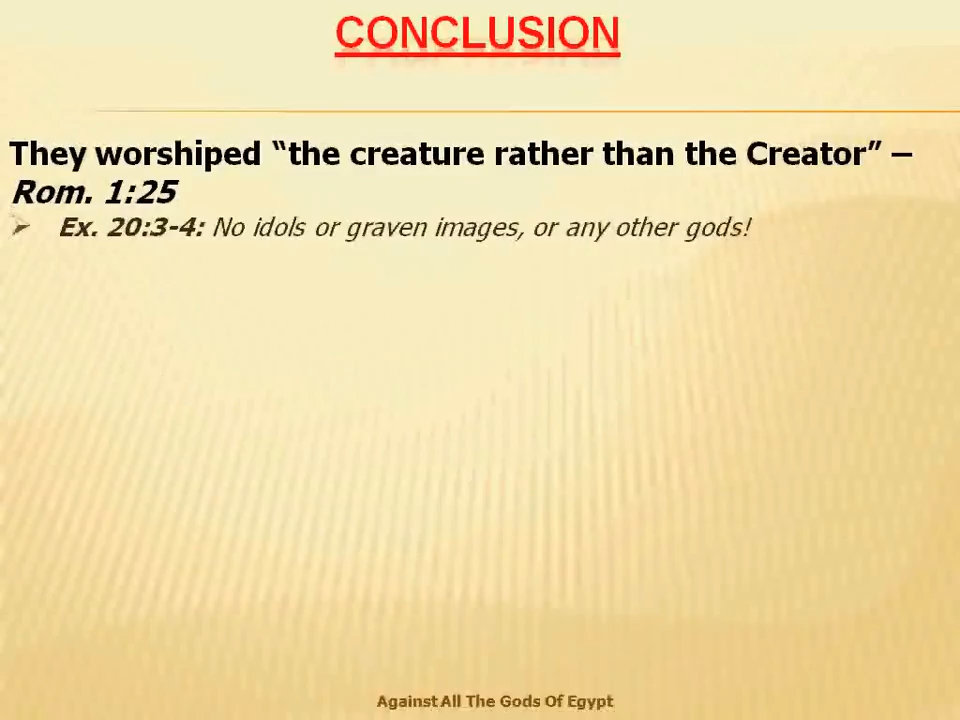 CONCLUSION
They worshiped “the creature rather than the Creator” –
Rom. 1:25
➢ Ex. 20:3-4: No idols or graven images, or any other gods!
Against All The Gods Of Egypt